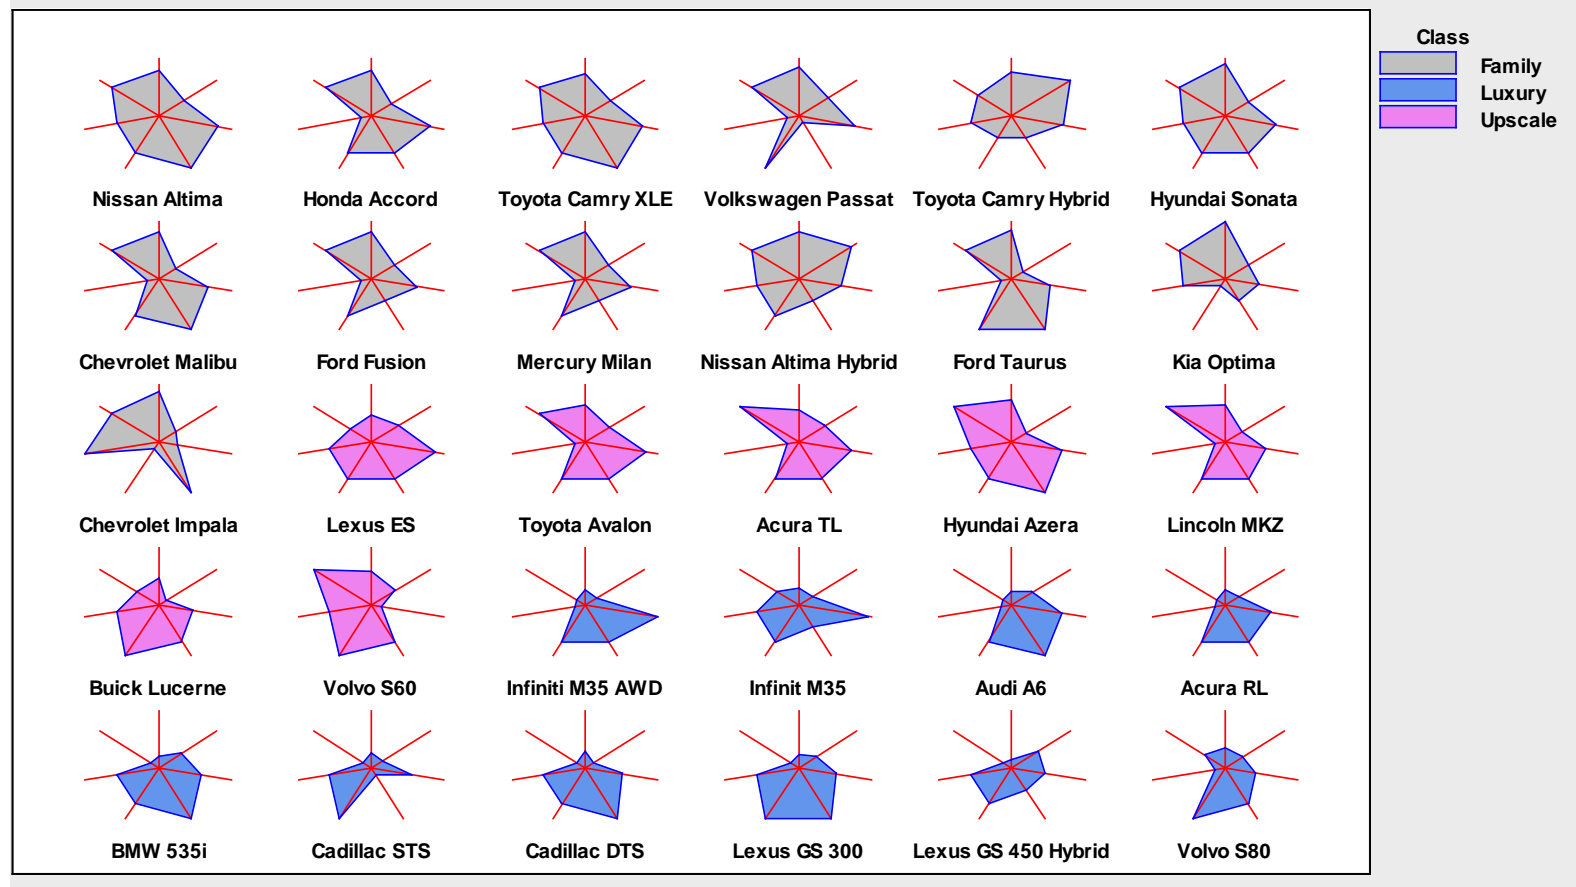 Class
Family
Luxury
Upscale
Nissan Altima
Honda Accord
Toyota Camry XLE
Volkswagen Passat
Toyota Camry Hybrid
Hyundai Sonata
Chevrolet Malibu
Ford Fusion
Mercury Milan
Nissan Altima Hybrid
Ford Taurus
Kia Optima
Chevrolet Impala
Lexus ES
Toyota Avalon
Acura TL
Hyundai Azera
Lincoln MKZ
Buick Lucerne
Volvo S60
Infiniti M35 AWD
Infinit M35
Audi A6
Acura RL
BMW 535i
Cadillac STS
Cadillac DTS
Lexus GS 300
Lexus GS 450 Hybrid
Volvo S80